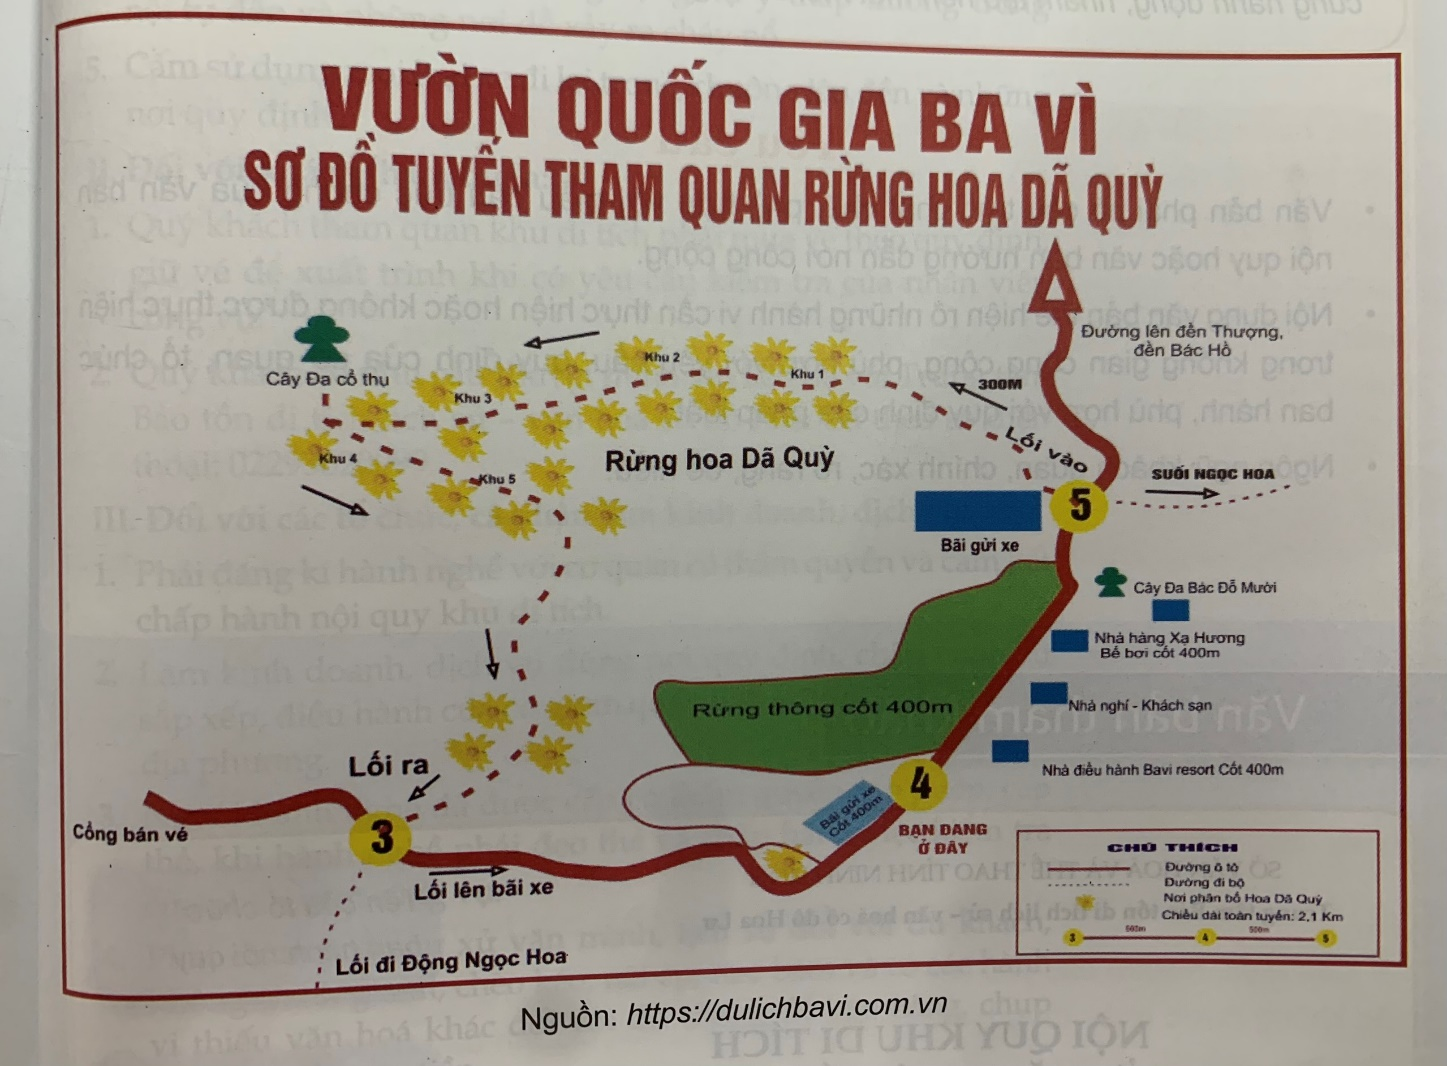 VƯỜN QUỐC GIA BA VÌ
SƠ ĐỒ TUYẾN THAM QUAN RỪNG HOA DÃ QUỲ
Đường lên đền Thượng,
đền Bác Hồ
Cây Đa cổ thụ
Khu 2
Khu 1
Khu 3
300M
Lối vào
Khu 4
Khu 5
Rừng hoa Dã Quỳ
SUỐI NGỌC HOA
5
Bãi gửi xe
Cây Đa Bác Đỗ Mười
Nhà hàng Xạ Hương
Bể bơi cốt 400m
Rừng thông cốt 400m
Nhà nghỉ - Khách sạn
Nhà điều hành Bavi resort Cốt 400m
Lối ra
4
Bãi gửi xe
Cốt 400m
Cổng bán vé
3
BẠN ĐANG
Ở ĐÂY
Lối lên bãi xe
Lối đi Động Ngọc Hoa
CHÚ THÍCH
Đường ô tô
Đường đi bộ
Nơi phân bố Hoa Dã Quỳ
Chiều dài toàn tuyến: 2,1 Km
3 4 5
Nguồn: https://dulichbavi.com.vn